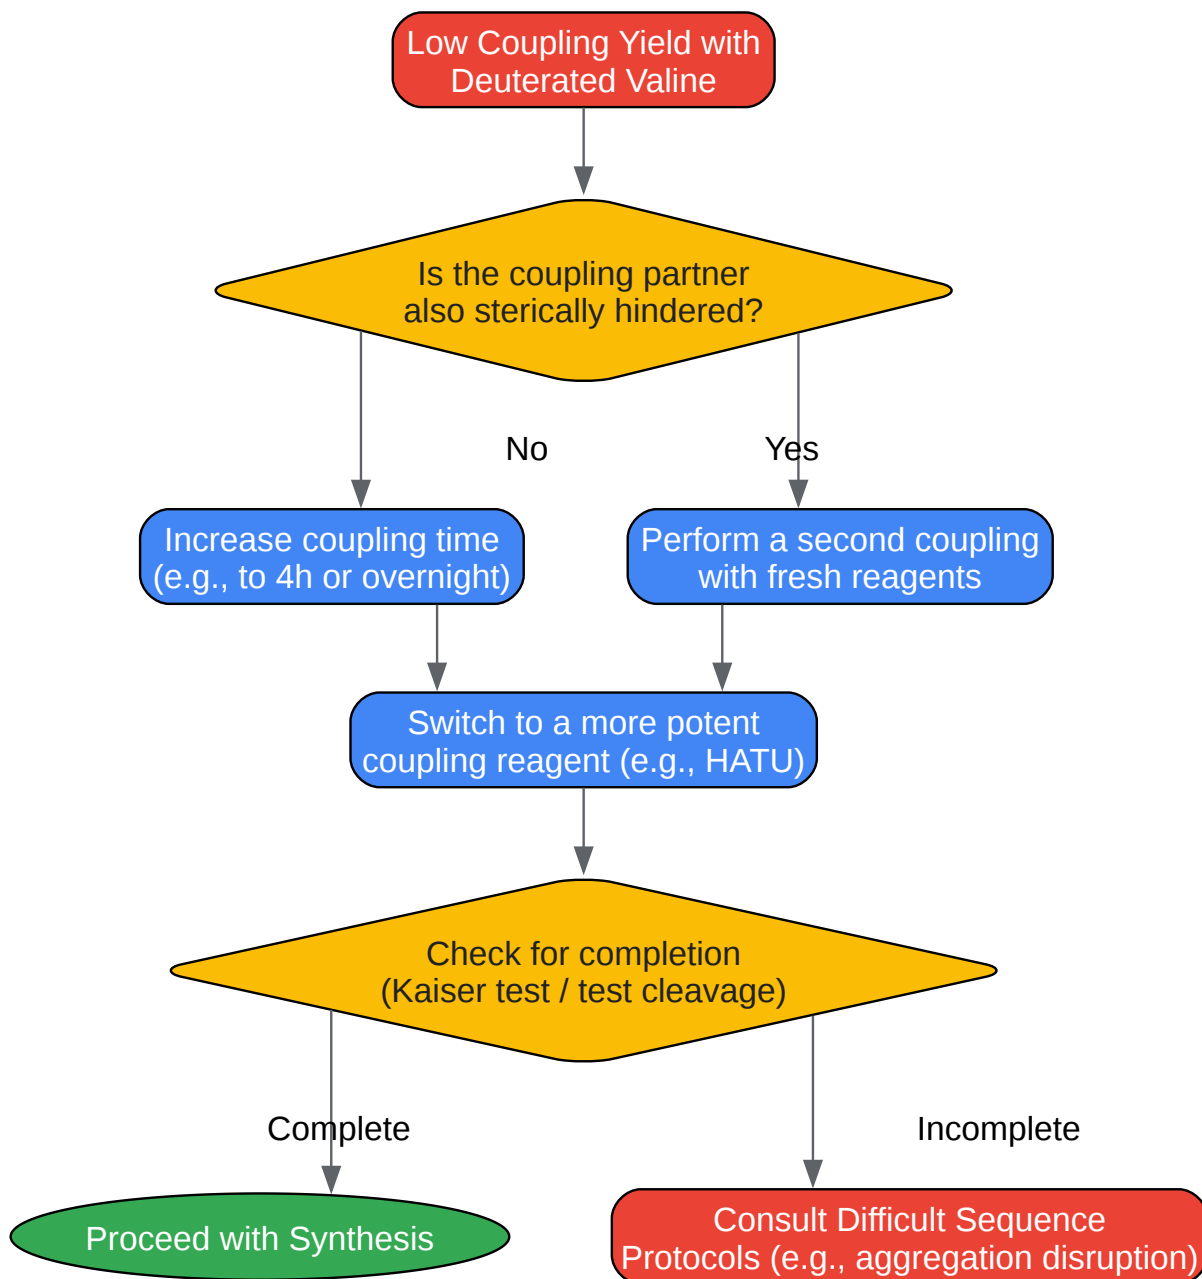 Low Coupling Yield with
Deuterated Valine
Is the coupling partner
also sterically hindered?
No
Yes
Increase coupling time
(e.g., to 4h or overnight)
Perform a second coupling
with fresh reagents
Switch to a more potent
coupling reagent (e.g., HATU)
Check for completion
(Kaiser test / test cleavage)
Complete
Incomplete
Proceed with Synthesis
Consult Difficult Sequence
Protocols (e.g., aggregation disruption)